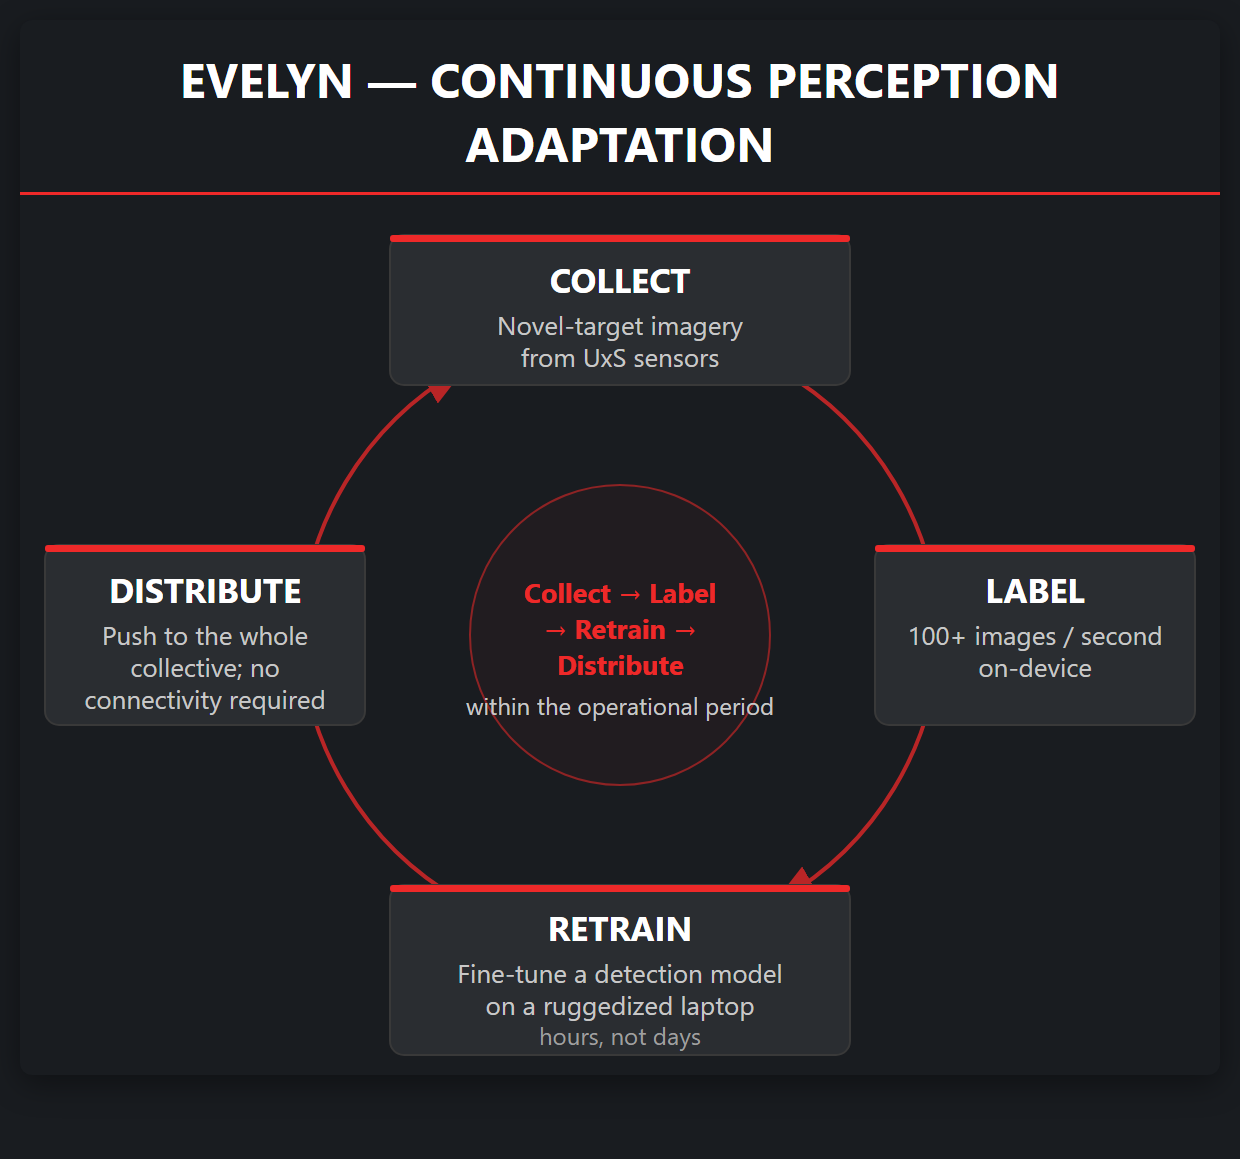 EVELYN — CONTINUOUS PERCEPTION
ADAPTATION
COLLECT
Novel-target imagery
from UxS sensors
DISTRIBUTE
Push to the whole
collective; no
connectivity required
Collect → Label
→ Retrain →
Distribute
within the operational period
LABEL
100+ images / second
on-device
RETRAIN
Fine-tune a detection model
on a ruggedized laptop
hours, not days